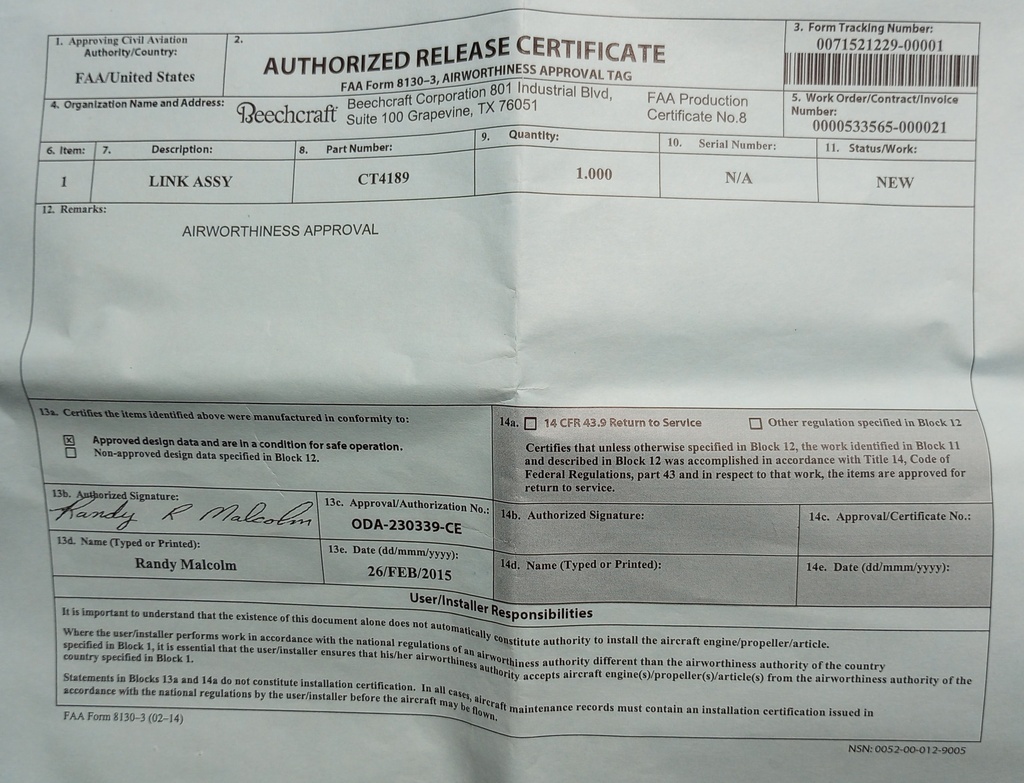 1. Approving Civil Aviation
Authority/Country:
FAA/United States
2.
AUTHORIZED RELEASE CERTIFICATE
FAA Form 8130–3, AIRWORTHINESS APPROVAL TAG
3. Form Tracking Number:
0071521229-00001
4. Organization Name and Address:
Beechcraft
Beechcraft Corporation 801 Industrial Blvd,
Suite 100 Grapevine, TX 76051
FAA Production
Certificate No.8
5. Work Order/Contract/Invoice
Number:
0000533565-000021
6. Item: 7. Description: 8. Part Number: 9. Quantity: 10. Serial Number: 11. Status/Work:
1 LINK ASSY CT4189 1.000 N/A NEW
12. Remarks:
AIRWORTHINESS APPROVAL
13a. Certifies the items identified above were manufactured in conformity to:
☒ Approved design data and are in a condition for safe operation.
☐ Non-approved design data specified in Block 12.
14a. ☐ 14 CFR 43.9 Return to Service ☐ Other regulation specified in Block 12
Certifies that unless otherwise specified in Block 12, the work identified in Block 11
and described in Block 12 was accomplished in accordance with Title 14, Code of
Federal Regulations, part 43 and in respect to that work, the items are approved for
return to service.
13b. Authorized Signature:
Randy R Malcolm
13c. Approval/Authorization No.:
ODA-230339-CE
14b. Authorized Signature:
14c. Approval/Certificate No.:
13d. Name (Typed or Printed):
Randy Malcolm
13e. Date (dd/mmm/yyyy):
26/FEB/2015
14d. Name (Typed or Printed):
14e. Date (dd/mmm/yyyy):
User/Installer Responsibilities
It is important to understand that the existence of this document alone does not automatically constitute authority to install the aircraft engine/propeller/article.
Where the user/installer performs work in accordance with the national regulations of an airworthiness authority different than the airworthiness authority of the country
specified in Block 1, it is essential that the user/installer ensures that his/her airworthiness authority accepts aircraft engine(s)/propeller(s)/article(s) from the airworthiness authority of the
country specified in Block 1.
Statements in Blocks 13a and 14a do not constitute installation certification. In all cases, aircraft maintenance records must contain an installation certification issued in
accordance with the national regulations by the user/installer before the aircraft may be flown.
FAA Form 8130–3 (02-14)
NSN: 0052-00-012-9005